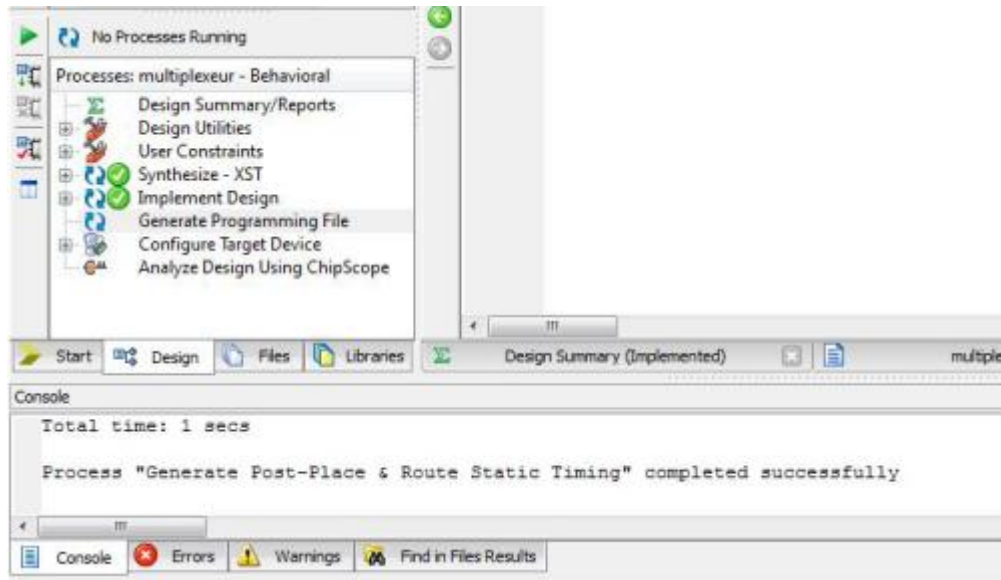 No Processes Running
Processes: multiplexeur - Behavioral
Design Summary/Reports
Design Utilities
User Constraints
Synthesize - XST
Implement Design
Generate Programming File
Configure Target Device
Analyze Design Using ChipScope
Start Design Files Libraries Design Summary (Implemented) multiple
Console
Total time: 1 secs
Process "Generate Post-Place & Route Static Timing" completed successfully
Console Errors Warnings Find in Files Results